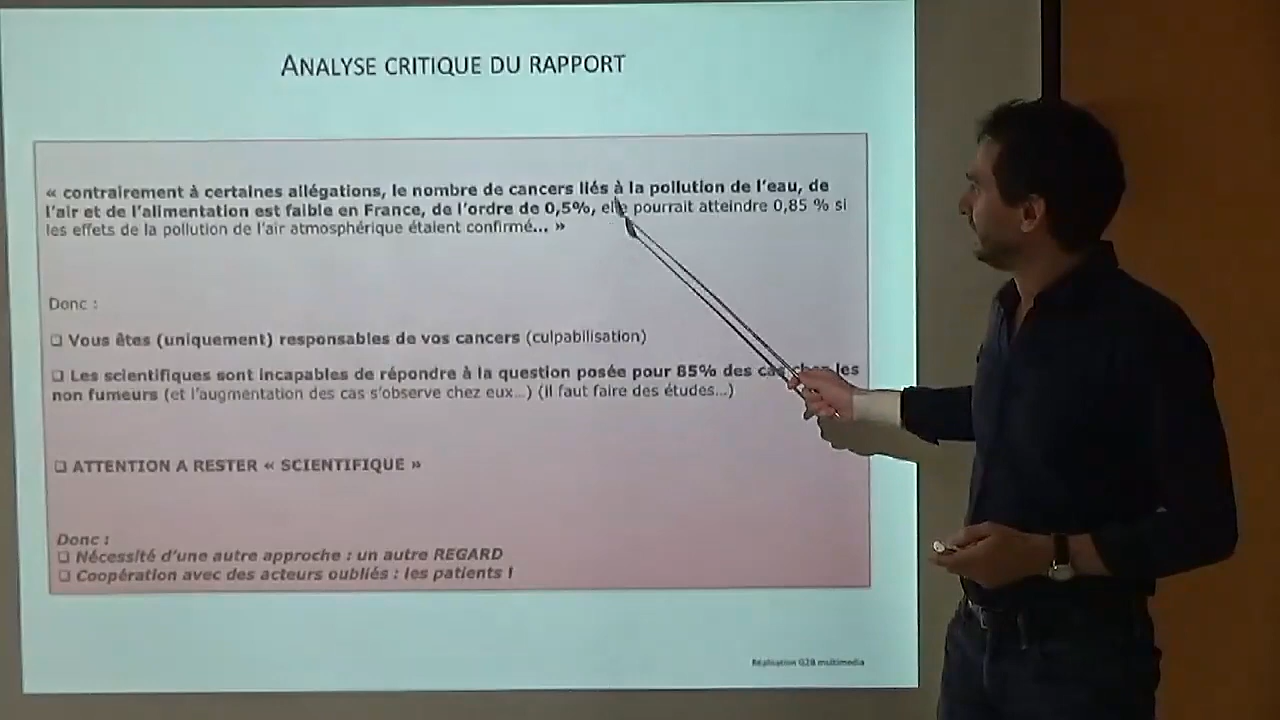 ANALYSE CRITIQUE DU RAPPORT
« contrairement à certaines allégations, le nombre de cancers liés à la pollution de l'eau, de
l'air et de l'alimentation est faible en France, de l'ordre de 0,5%, elle pourrait atteindre 0,85 % si
les effets de la pollution de l'air atmosphérique étaient confirmé... »
Donc :
❑ Vous êtes (uniquement) responsables de vos cancers (culpabilisation)
❑ Les scientifiques sont incapables de répondre à la question posée pour 85% des cas chez les
non fumeurs (et l'augmentation des cas s'observe chez eux...) (il faut faire des études...)
❑ ATTENTION A RESTER « SCIENTIFIQUE »
Donc :
❑ Nécessité d'une autre approche : un autre REGARD
❑ Coopération avec des acteurs oubliés : les patients !
Réalisation G2B multimedia